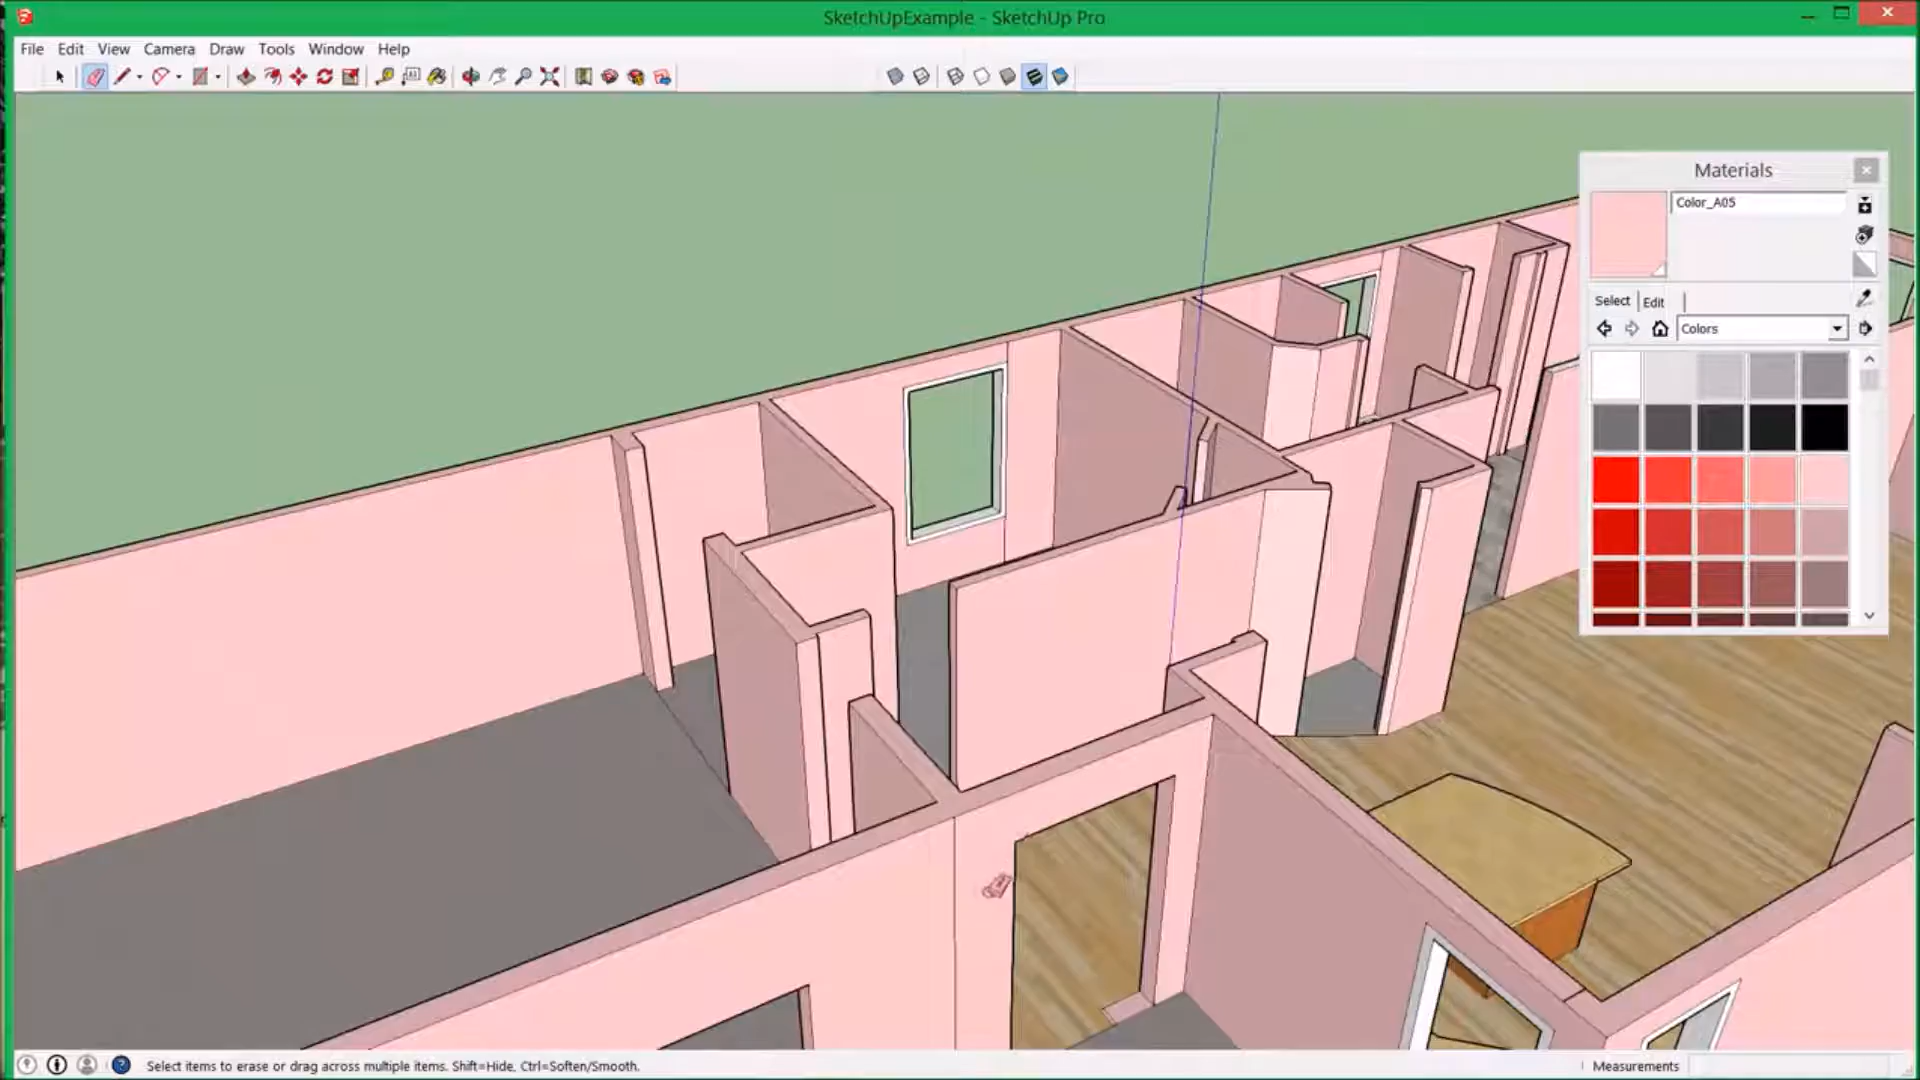 SketchUpExample - SketchUp Pro
File Edit View Camera Draw Tools Window Help
Materials
Color_A05
Select Edit
Colors
Select items to erase or drag across multiple items. Shift=Hide, Ctrl=Soften/Smooth.
Measurements